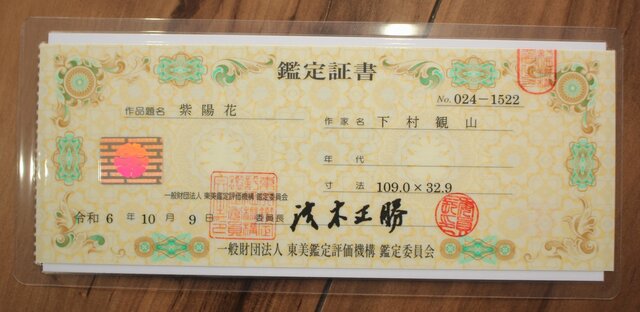 鑑定証書
No. 024-1522
作品題名 紫陽花
作家名 下村観山
年代
寸法 109.0×32.9
一般財団法人 東美鑑定評価機構 鑑定委員会
令和 6 年 10 月 9 日 委員長
一般財団法人 東美鑑定評価機構 鑑定委員会